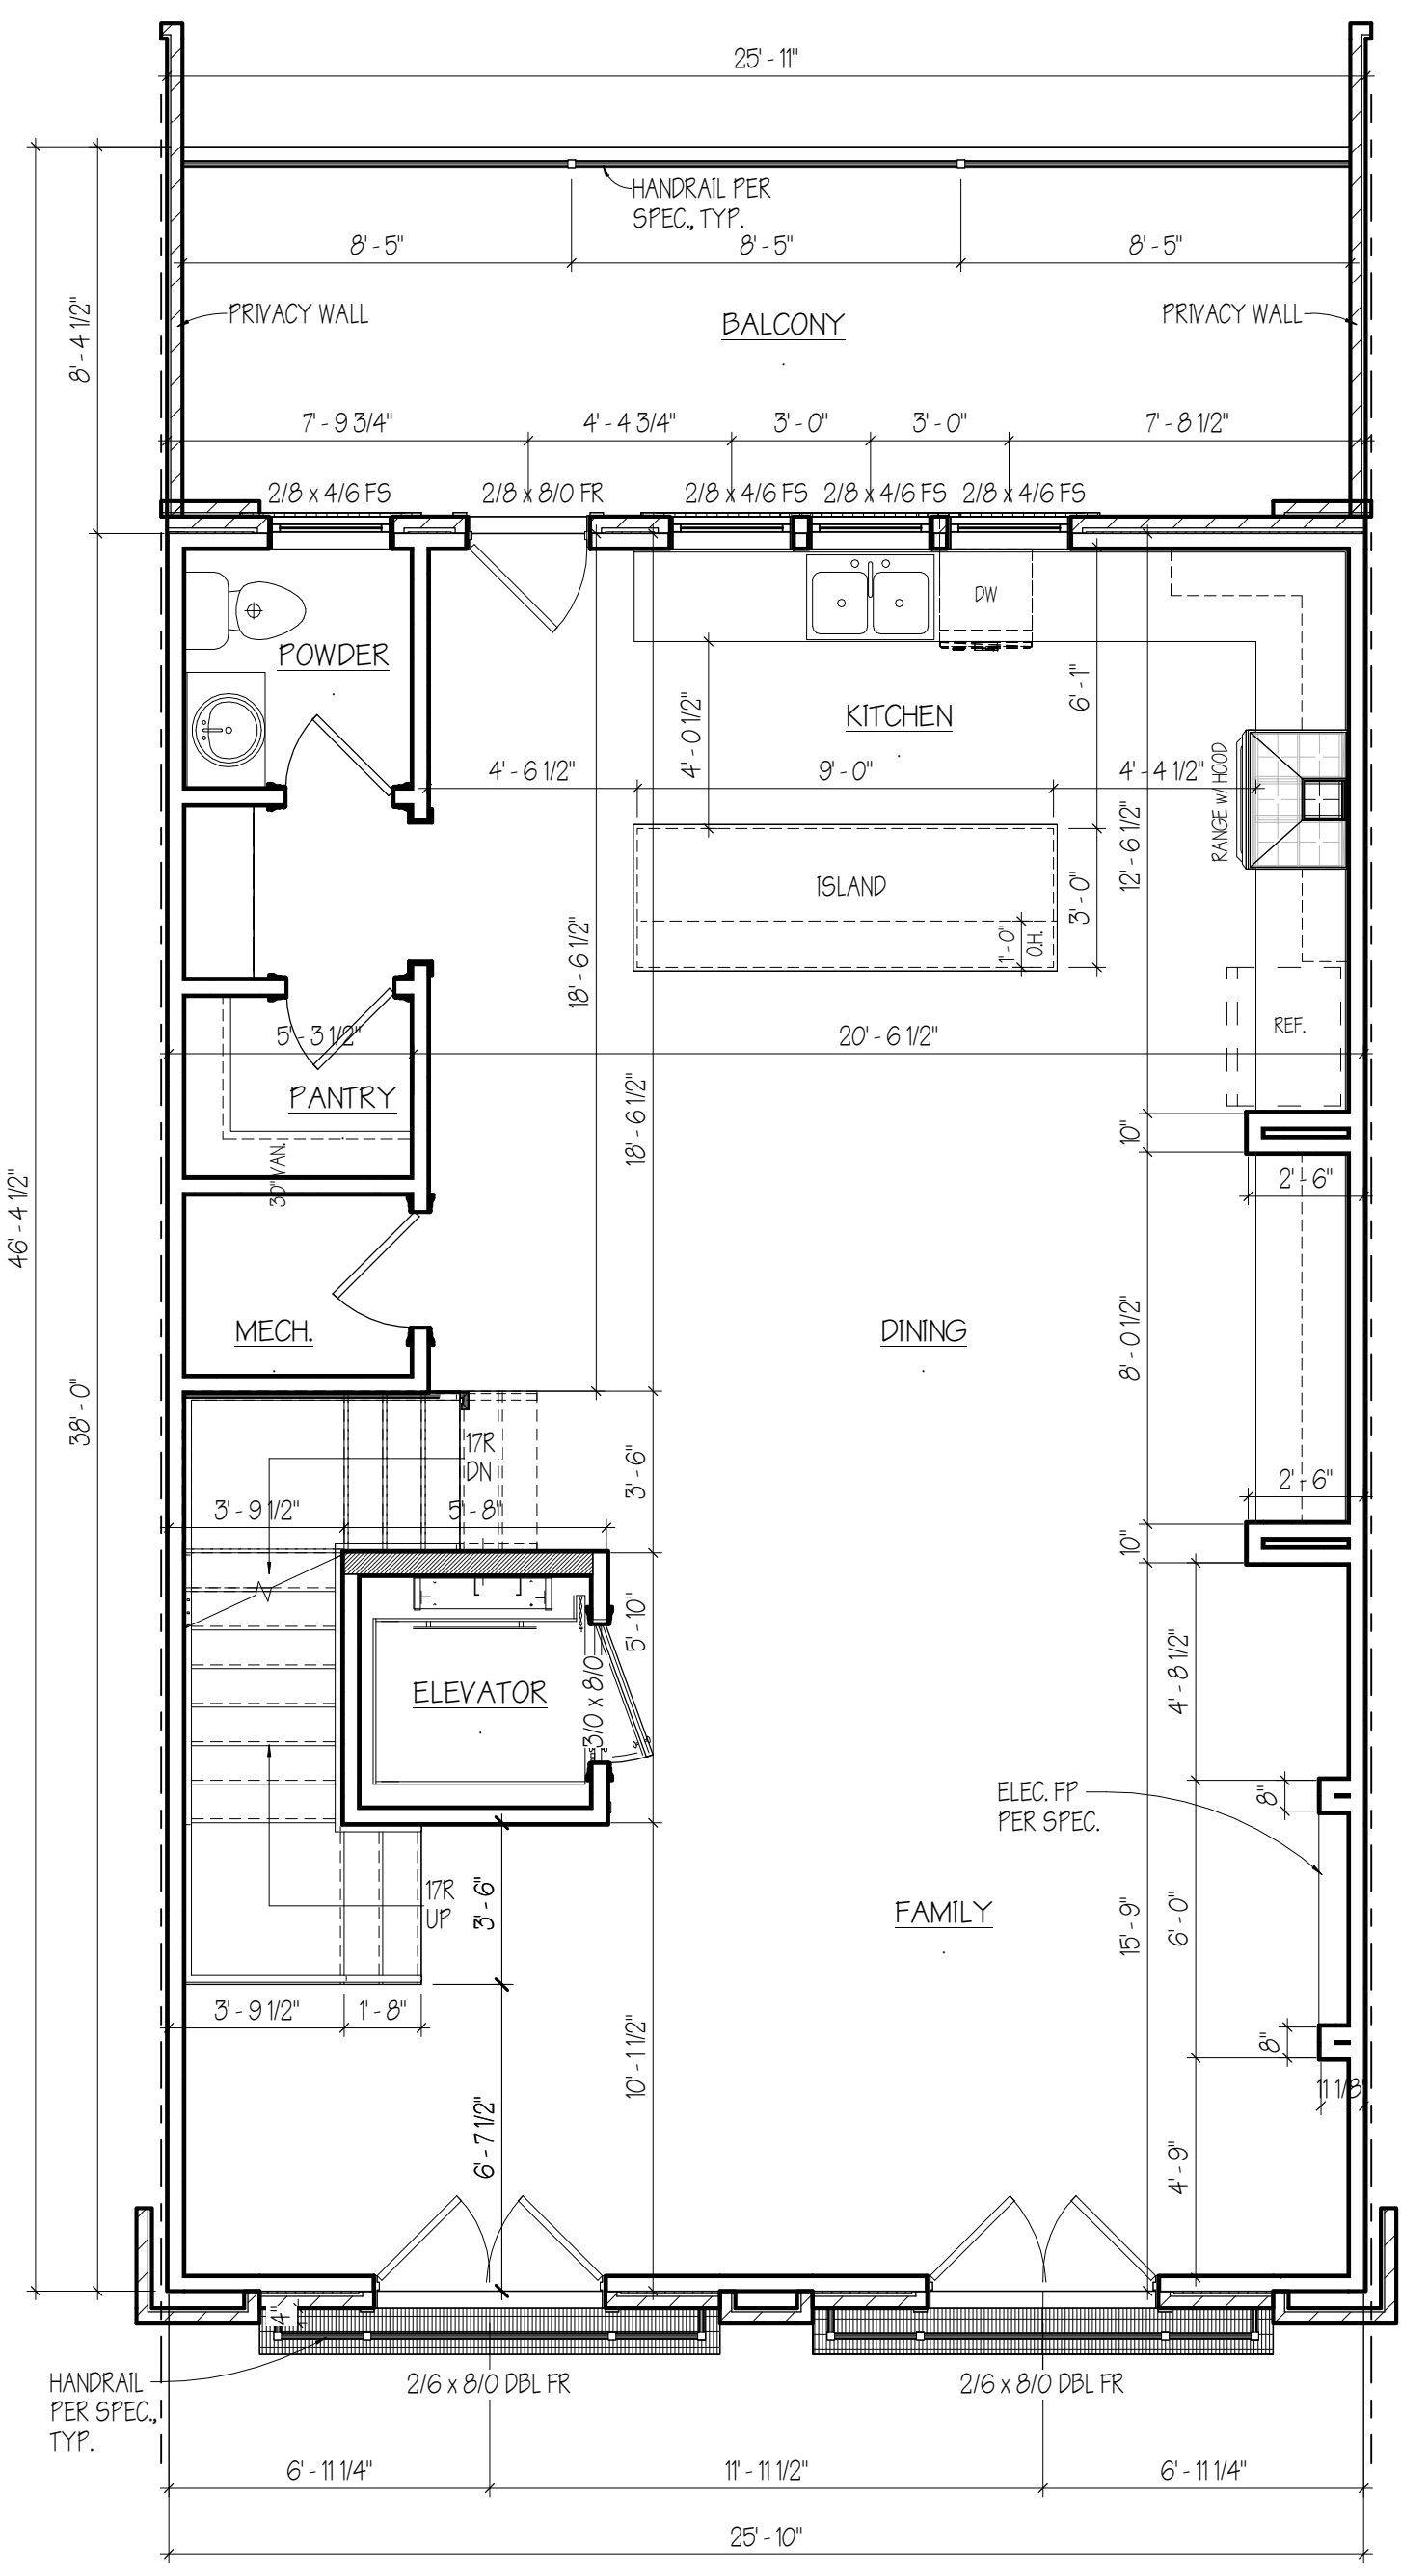 25' - 11"
HANDRAIL PER
SPEC., TYP.
8' - 5"
8' - 5"
8' - 5"
PRIVACY WALL
PRIVACY WALL
BALCONY
8' - 4 1/2"
7' - 9 3/4"
4' - 4 3/4"
3' - 0"
3' - 0"
7' - 8 1/2"
2/8 x 4/6 FS
2/8 x 8/0 FR
2/8 x 4/6 FS
2/8 x 4/6 FS
2/8 x 4/6 FS
DW
POWDER
KITCHEN
4' - 0 1/2"
6' - 1"
4' - 6 1/2"
9' - 0"
4' - 4 1/2"
RANGE w/ HOOD
12' - 6 1/2"
ISLAND
3' - 0"
1' - 0"
O.H.
18' - 6 1/2"
REF.
5' - 3 1/2"
20' - 6 1/2"
PANTRY
18' - 6 1/2"
10"
30" VAN.
2' - 6"
46' - 4 1/2"
MECH.
DINING
8' - 0 1/2"
38' - 0"
17R
DN
3' - 6"
2' - 6"
3' - 9 1/2"
5' - 8"
10"
5' - 10"
4' - 8 1/2"
ELEVATOR
3/0 x 8/0
ELEC. FP
PER SPEC.
8"
17R
UP
3' - 6"
FAMILY
15' - 9"
6' - 0"
3' - 9 1/2"
1' - 8"
10' - 1 1/2"
8"
11 1/8"
6' - 7 1/2"
4' - 9"
4"
HANDRAIL
PER SPEC.,
TYP.
2/6 x 8/0 DBL FR
2/6 x 8/0 DBL FR
6' - 11 1/4"
11' - 11 1/2"
6' - 11 1/4"
25' - 10"